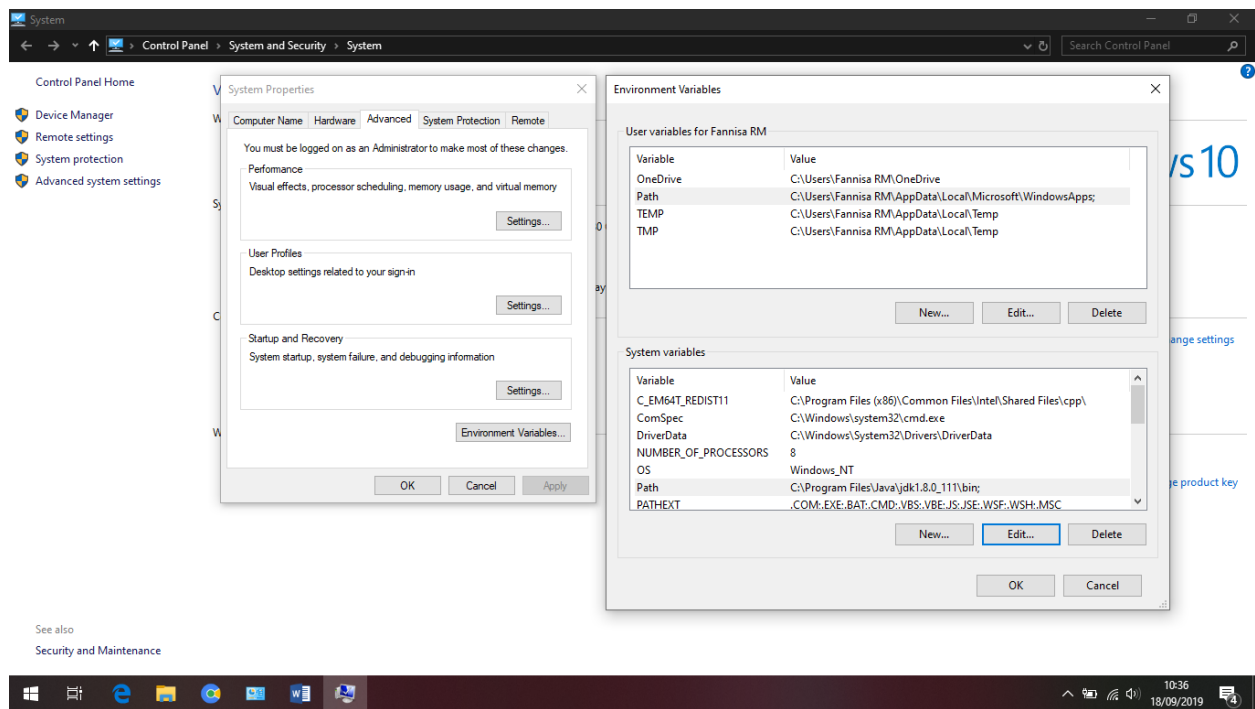 System
Control Panel › System and Security › System
Search Control Panel
Control Panel Home
Device Manager
Remote settings
System protection
Advanced system settings
See also
Security and Maintenance
V
W
Sy
C
W
System Properties
Computer Name Hardware Advanced System Protection Remote
You must be logged on as an Administrator to make most of these changes.
Performance
Visual effects, processor scheduling, memory usage, and virtual memory
Settings...
User Profiles
Desktop settings related to your sign-in
Settings...
Startup and Recovery
System startup, system failure, and debugging information
Settings...
Environment Variables...
OK Cancel Apply
ay
Environment Variables
User variables for Fannisa RM
Variable Value
OneDrive C:\Users\Fannisa RM\OneDrive
Path C:\Users\Fannisa RM\AppData\Local\Microsoft\WindowsApps;
TEMP C:\Users\Fannisa RM\AppData\Local\Temp
TMP C:\Users\Fannisa RM\AppData\Local\Temp
New... Edit... Delete
System variables
Variable Value
C_EM64T_REDIST11 C:\Program Files (x86)\Common Files\Intel\Shared Files\cpp\
ComSpec C:\Windows\system32\cmd.exe
DriverData C:\Windows\System32\Drivers\DriverData
NUMBER_OF_PROCESSORS 8
OS Windows_NT
Path C:\Program Files\Java\jdk1.8.0_111\bin;
PATHEXT .COM;.EXE;.BAT;.CMD;.VBS;.VBE;.JS;.JSE;.WSF;.WSH;.MSC
New... Edit... Delete
OK Cancel
vs 10
ange settings
ge product key
10:36
18/09/2019
4